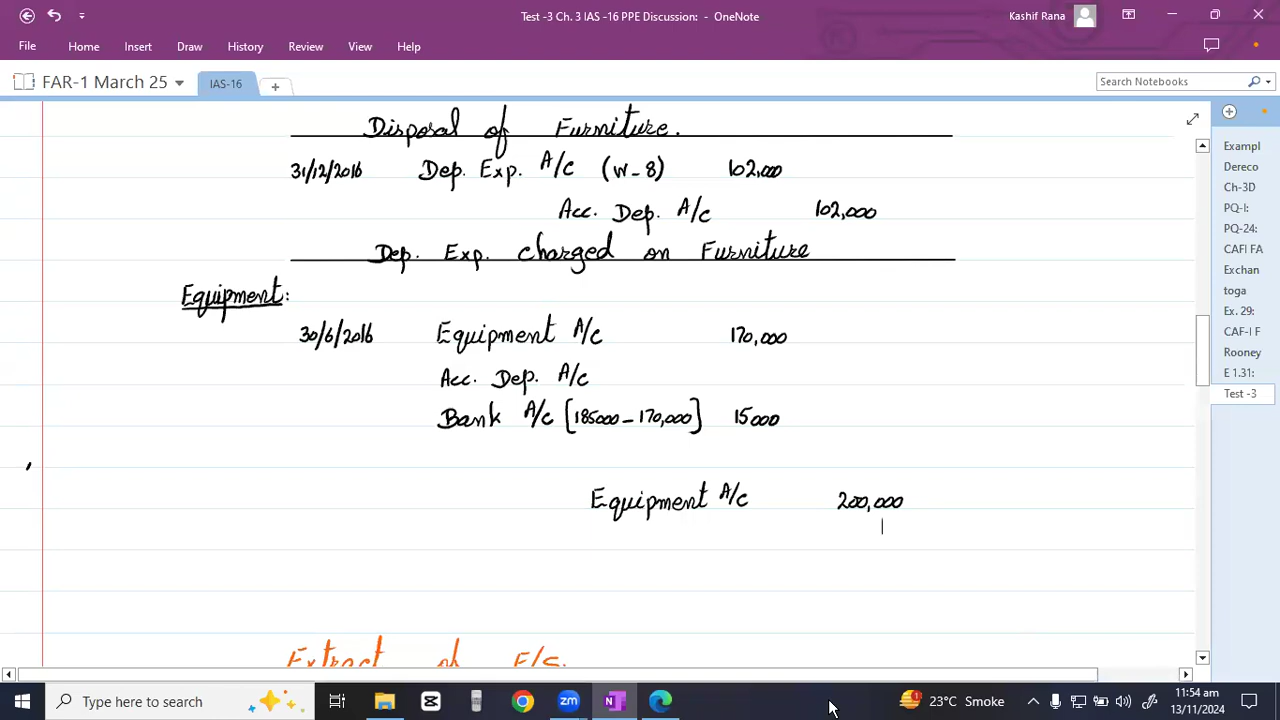 Test -3 Ch. 3 IAS -16 PPE Discussion: - OneNote
Kashif Rana
File Home Insert Draw History Review View Help
FAR-1 March 25
IAS-16
Search Notebooks
Disposal of Furniture.
31/12/2016 Dep. Exp. A/C (W-8) 102,000
Acc. Dep. A/C 102,000
Dep. Exp. charged on Furniture
Equipment:
30/6/2016 Equipment A/C 170,000
Acc. Dep. A/C
Bank A/C [185000-170,000] 15000
Equipment A/C 200,000
Extract of F/S.
Exampl
Dereco
Ch-3D
PQ-I:
PQ-24:
CAFI FA
Exchan
toga
Ex. 29:
CAF-I F
Rooney
E 1.31:
Test -3
Type here to search
23°C Smoke
11:54 am
13/11/2024